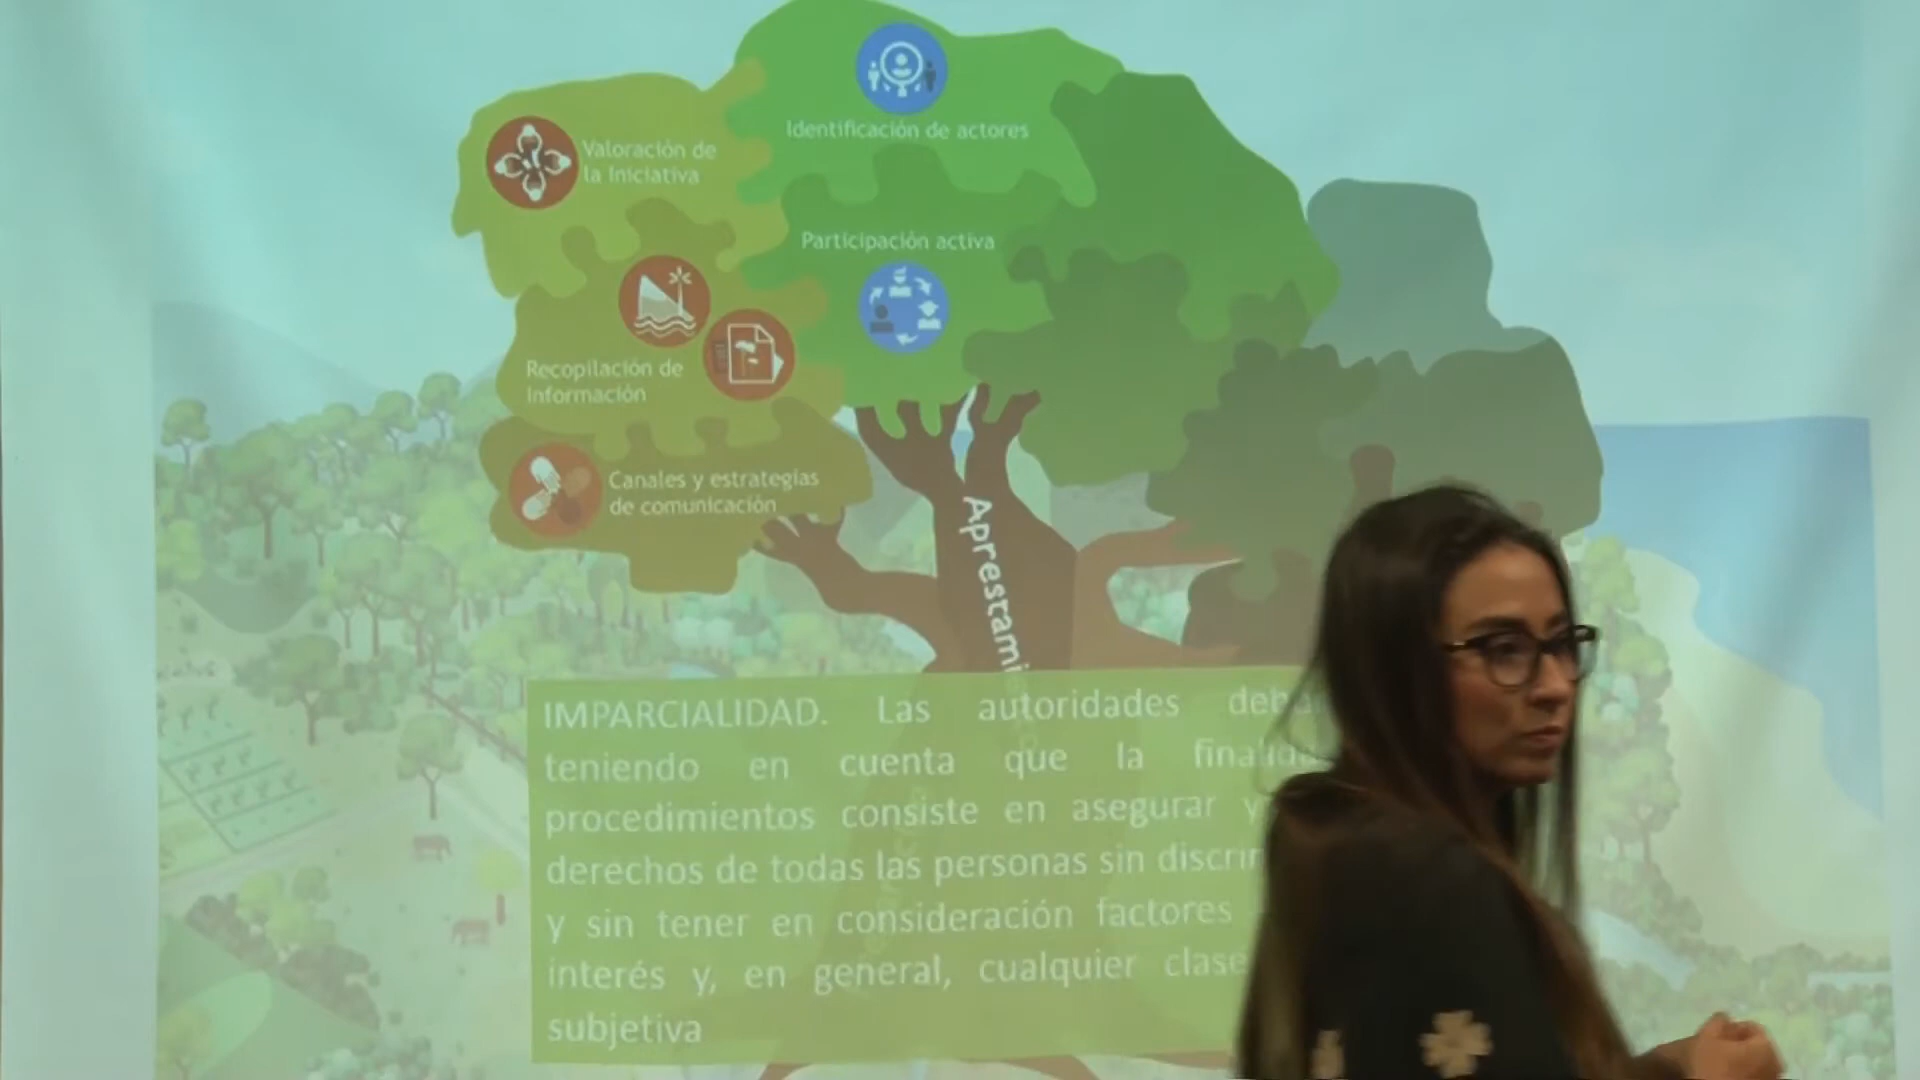 Identificación de actores
Valoración de
la Iniciativa
Participación activa
Recopilación de
Información
Canales y estrategias
de comunicación
IMPARCIALIDAD. Las autoridades
teniendo en cuenta que la
procedimientos consiste en asegurar y
derechos de todas las personas sin
y sin tener en consideración factores
interés y, en general, cualquier clase
subjetiva